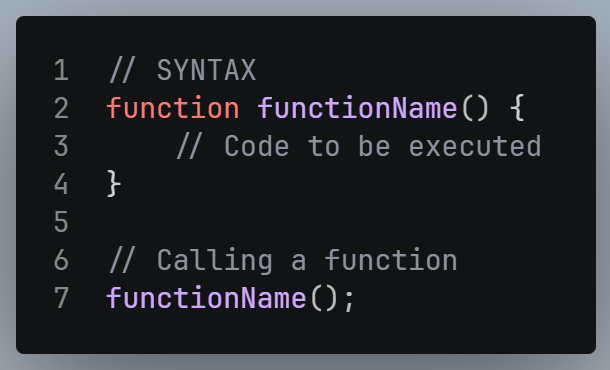 1 // SYNTAX
2 function functionName() {
3     // Code to be executed
4 }
5
6 // Calling a function
7 functionName();